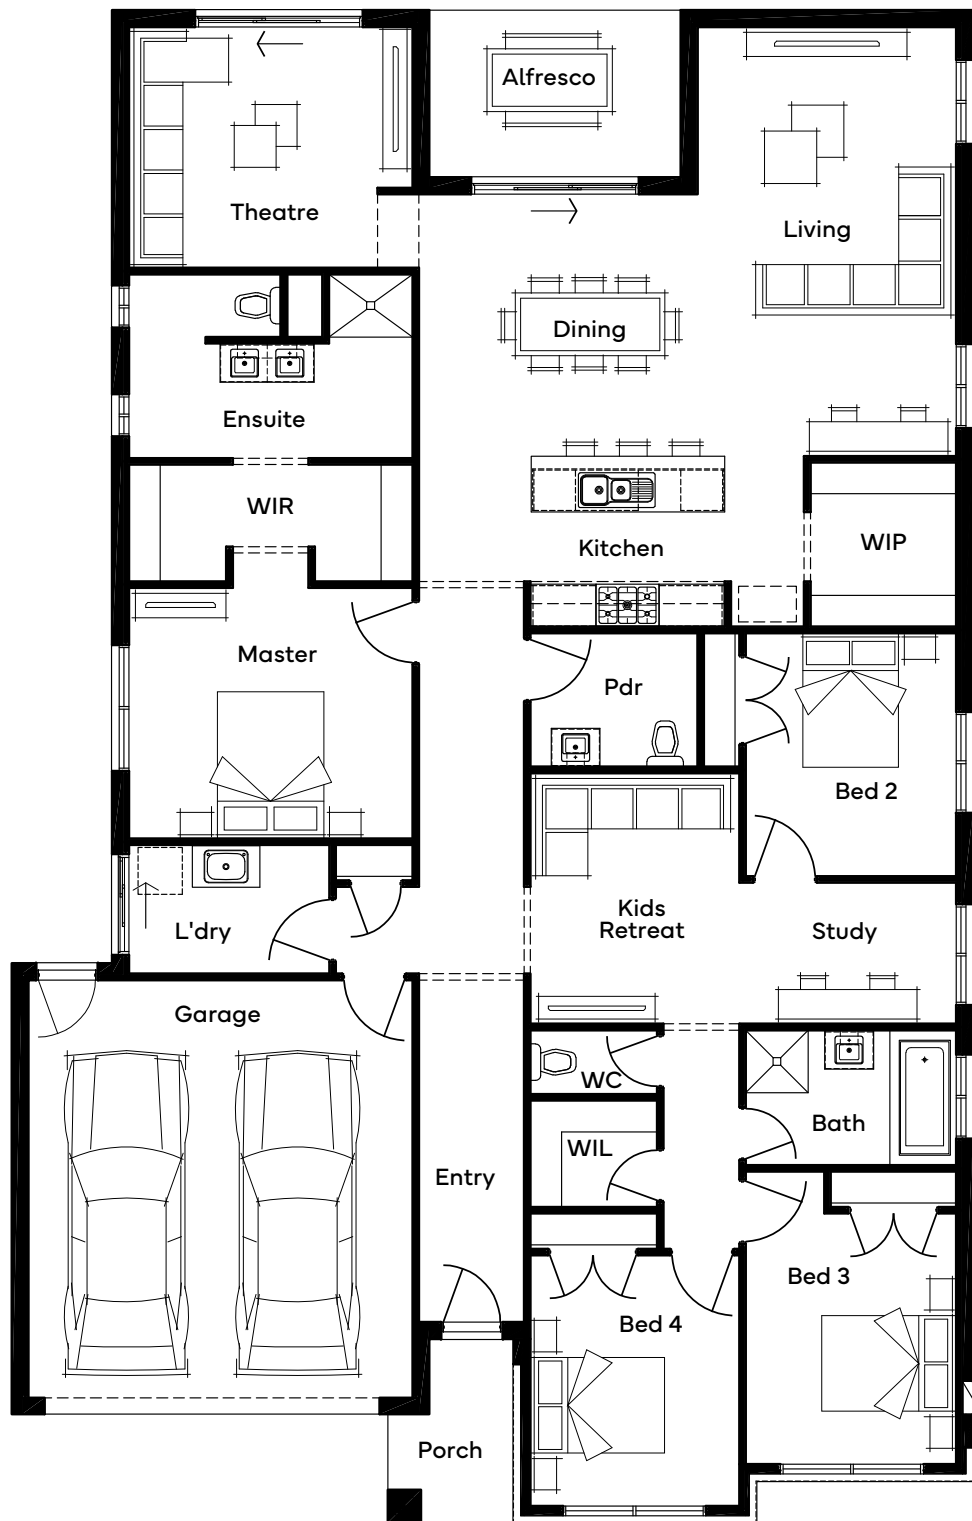 Alfresco
Theatre
Living
Dining
Ensuite
WIR
Kitchen
WIP
Master
Pdr
Bed 2
L'dry
Kids
Retreat
Study
Garage
WC
Bath
WIL
Entry
Bed 3
Bed 4
Porch